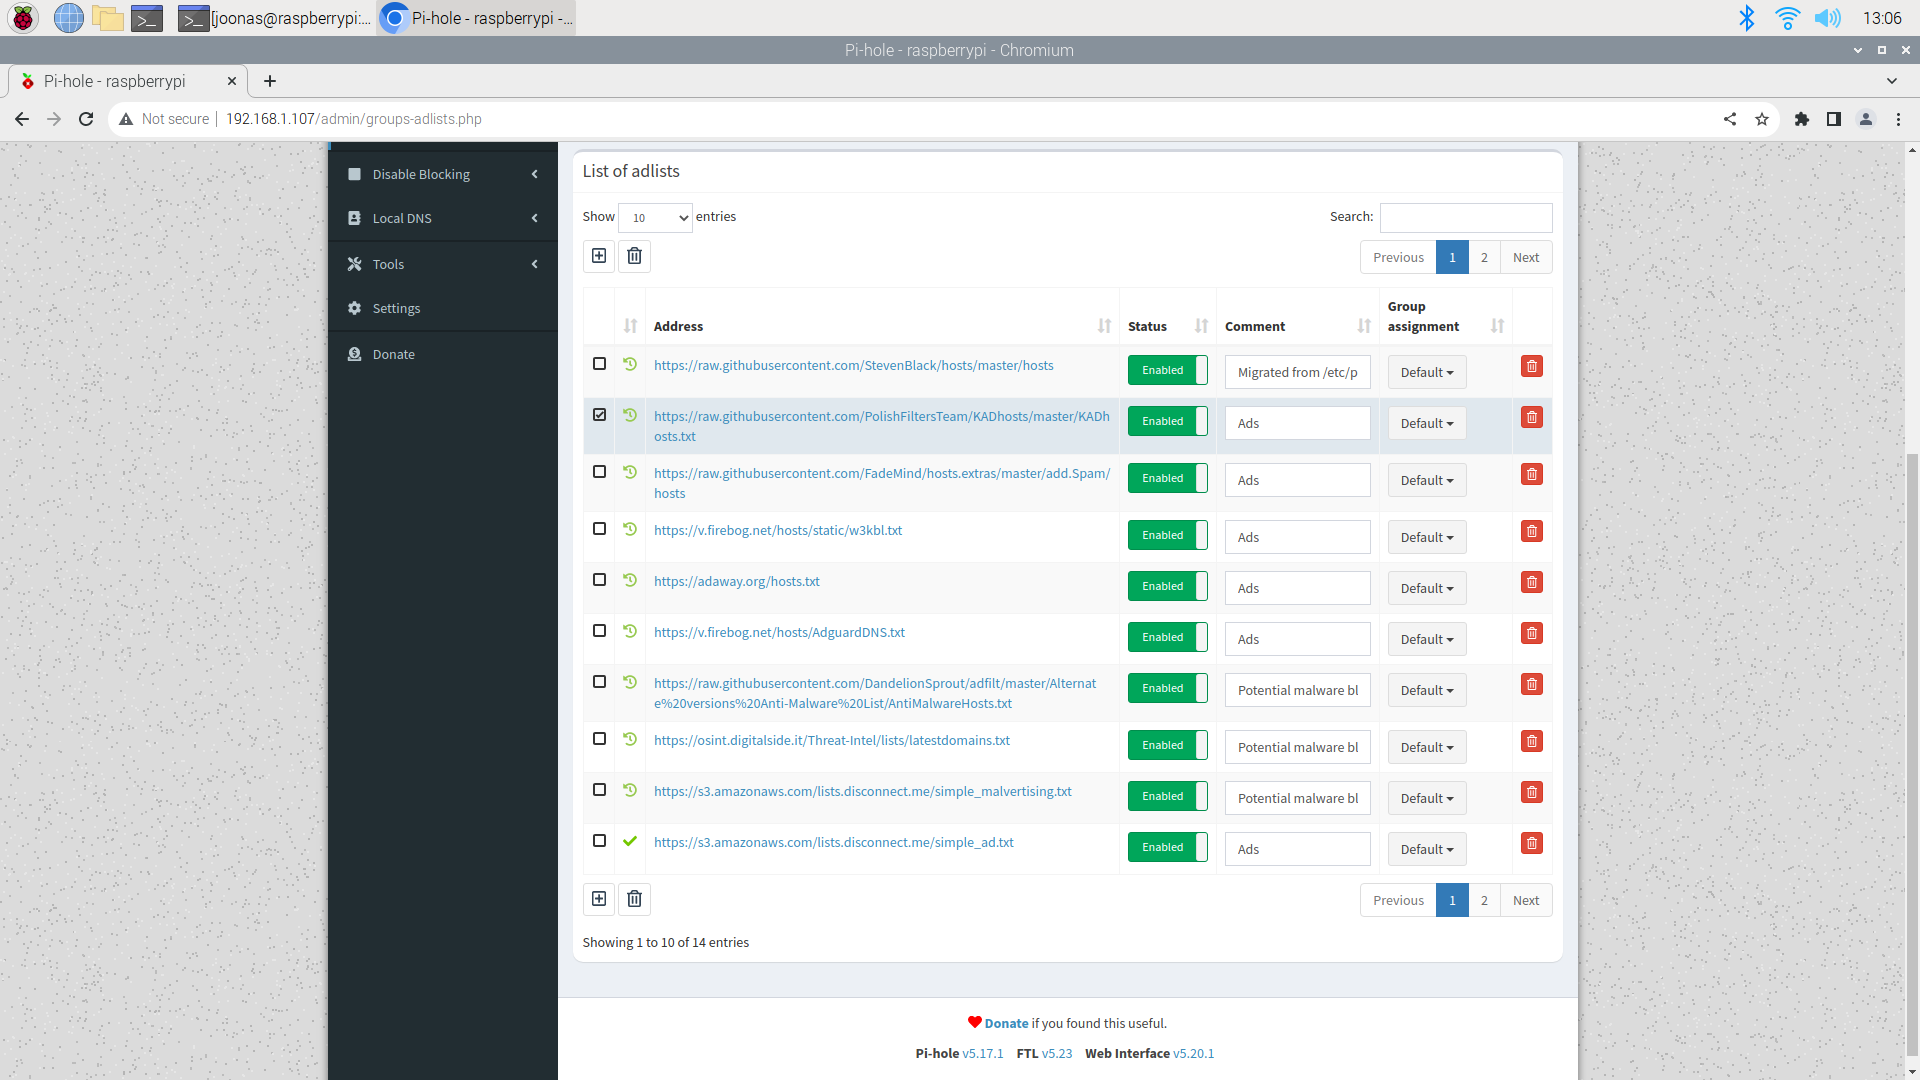 [joonas@raspberrypi:...
Pi-hole - raspberrypi -...
13:06
Pi-hole - raspberrypi - Chromium
Pi-hole - raspberrypi
Not secure
192.168.1.107/admin/groups-adlists.php
Disable Blocking
Local DNS
Tools
Settings
Donate
List of adlists
Show 10 entries
Search:
Previous 1 2 Next
Address Status Comment Group assignment
https://raw.githubusercontent.com/StevenBlack/hosts/master/hosts Enabled Migrated from /etc/p Default
https://raw.githubusercontent.com/PolishFiltersTeam/KADhosts/master/KADh
osts.txt Enabled Ads Default
https://raw.githubusercontent.com/FadeMind/hosts.extras/master/add.Spam/
hosts Enabled Ads Default
https://v.firebog.net/hosts/static/w3kbl.txt Enabled Ads Default
https://adaway.org/hosts.txt Enabled Ads Default
https://v.firebog.net/hosts/AdguardDNS.txt Enabled Ads Default
https://raw.githubusercontent.com/DandelionSprout/adfilt/master/Alternat
e%20versions%20Anti-Malware%20List/AntiMalwareHosts.txt Enabled Potential malware bl Default
https://osint.digitalside.it/Threat-Intel/lists/latestdomains.txt Enabled Potential malware bl Default
https://s3.amazonaws.com/lists.disconnect.me/simple_malvertising.txt Enabled Potential malware bl Default
https://s3.amazonaws.com/lists.disconnect.me/simple_ad.txt Enabled Ads Default
Previous 1 2 Next
Showing 1 to 10 of 14 entries
Donate if you found this useful.
Pi-hole v5.17.1 FTL v5.23 Web Interface v5.20.1